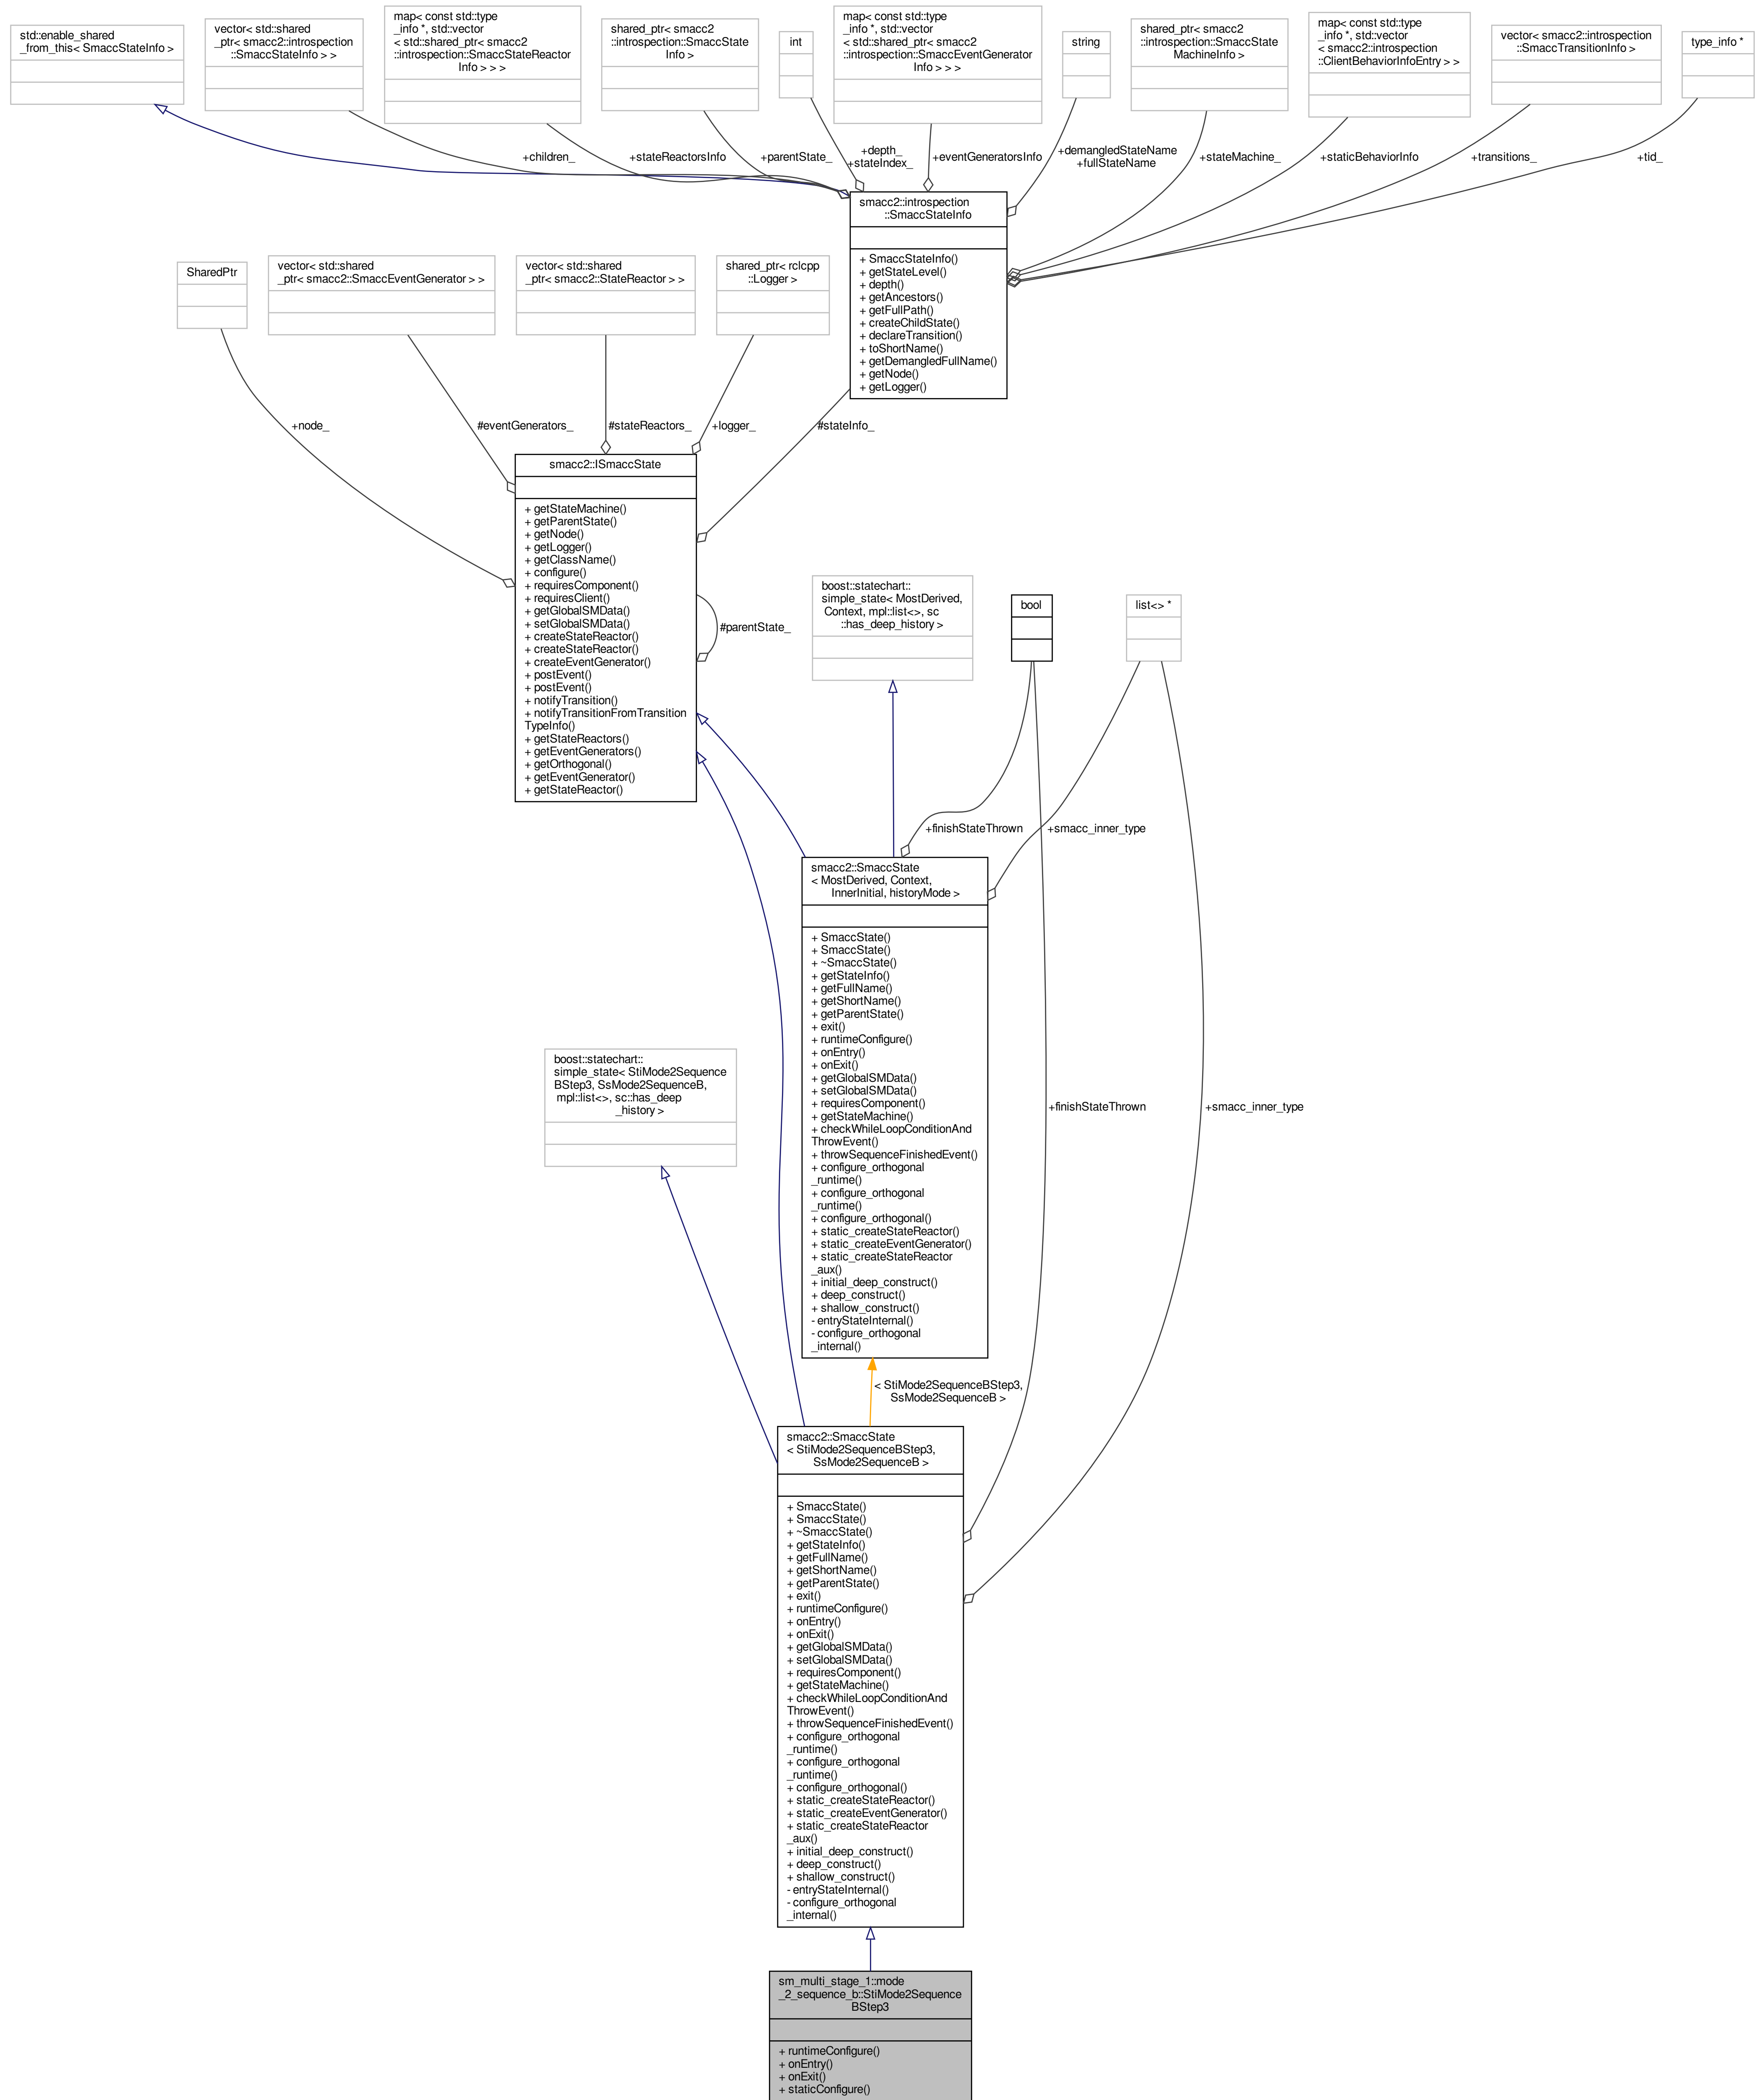 std::enable_shared
_from_this< SmaccStateInfo >
vector< std::shared
_ptr< smacc2::introspection
::SmaccStateInfo > >
map< const std::type
_info *, std::vector
< std::shared_ptr< smacc2
::introspection::SmaccStateReactor
Info > > >
shared_ptr< smacc2
::introspection::SmaccState
Info >
int
map< const std::type
_info *, std::vector
< std::shared_ptr< smacc2
::introspection::SmaccEventGenerator
Info > > >
string
shared_ptr< smacc2
::introspection::SmaccState
MachineInfo >
map< const std::type
_info *, std::vector
< smacc2::introspection
::ClientBehaviorInfoEntry > >
vector< smacc2::introspection
::SmaccTransitionInfo >
type_info *
+children_
+stateReactorsInfo
+parentState_
+depth_
+stateIndex_
+eventGeneratorsInfo
+demangledStateName
+fullStateName
+stateMachine_
+staticBehaviorInfo
+transitions_
+tid_
smacc2::introspection
::SmaccStateInfo
+ SmaccStateInfo()
+ getStateLevel()
+ depth()
+ getAncestors()
+ getFullPath()
+ createChildState()
+ declareTransition()
+ toShortName()
+ getDemangledFullName()
+ getNode()
+ getLogger()
SharedPtr
vector< std::shared
_ptr< smacc2::SmaccEventGenerator > >
vector< std::shared
_ptr< smacc2::StateReactor > >
shared_ptr< rclcpp
::Logger >
+node_
#eventGenerators_
#stateReactors_
+logger_
#stateInfo_
smacc2::ISmaccState
+ getStateMachine()
+ getParentState()
+ getNode()
+ getLogger()
+ getClassName()
+ configure()
+ requiresComponent()
+ requiresClient()
+ getGlobalSMData()
+ setGlobalSMData()
+ createStateReactor()
+ createStateReactor()
+ createEventGenerator()
+ postEvent()
+ postEvent()
+ notifyTransition()
+ notifyTransitionFromTransition
TypeInfo()
+ getStateReactors()
+ getEventGenerators()
+ getOrthogonal()
+ getEventGenerator()
+ getStateReactor()
#parentState_
boost::statechart::
simple_state< MostDerived,
Context, mpl::list<>, sc
::has_deep_history >
bool
list<> *
+finishStateThrown
+smacc_inner_type
smacc2::SmaccState
< MostDerived, Context,
InnerInitial, historyMode >
+ SmaccState()
+ SmaccState()
+ ~SmaccState()
+ getStateInfo()
+ getFullName()
+ getShortName()
+ getParentState()
+ exit()
+ runtimeConfigure()
+ onEntry()
+ onExit()
+ getGlobalSMData()
+ setGlobalSMData()
+ requiresComponent()
+ getStateMachine()
+ checkWhileLoopConditionAnd
ThrowEvent()
+ throwSequenceFinishedEvent()
+ configure_orthogonal
_runtime()
+ configure_orthogonal
_runtime()
+ configure_orthogonal()
+ static_createStateReactor()
+ static_createEventGenerator()
+ static_createStateReactor
_aux()
+ initial_deep_construct()
+ deep_construct()
+ shallow_construct()
- entryStateInternal()
- configure_orthogonal
_internal()
boost::statechart::
simple_state< StiMode2Sequence
BStep3, SsMode2SequenceB,
mpl::list<>, sc::has_deep
_history >
+finishStateThrown
+smacc_inner_type
< StiMode2SequenceBStep3,
SsMode2SequenceB >
smacc2::SmaccState
< StiMode2SequenceBStep3,
SsMode2SequenceB >
+ SmaccState()
+ SmaccState()
+ ~SmaccState()
+ getStateInfo()
+ getFullName()
+ getShortName()
+ getParentState()
+ exit()
+ runtimeConfigure()
+ onEntry()
+ onExit()
+ getGlobalSMData()
+ setGlobalSMData()
+ requiresComponent()
+ getStateMachine()
+ checkWhileLoopConditionAnd
ThrowEvent()
+ throwSequenceFinishedEvent()
+ configure_orthogonal
_runtime()
+ configure_orthogonal
_runtime()
+ configure_orthogonal()
+ static_createStateReactor()
+ static_createEventGenerator()
+ static_createStateReactor
_aux()
+ initial_deep_construct()
+ deep_construct()
+ shallow_construct()
- entryStateInternal()
- configure_orthogonal
_internal()
sm_multi_stage_1::mode
_2_sequence_b::StiMode2Sequence
BStep3
+ runtimeConfigure()
+ onEntry()
+ onExit()
+ staticConfigure()